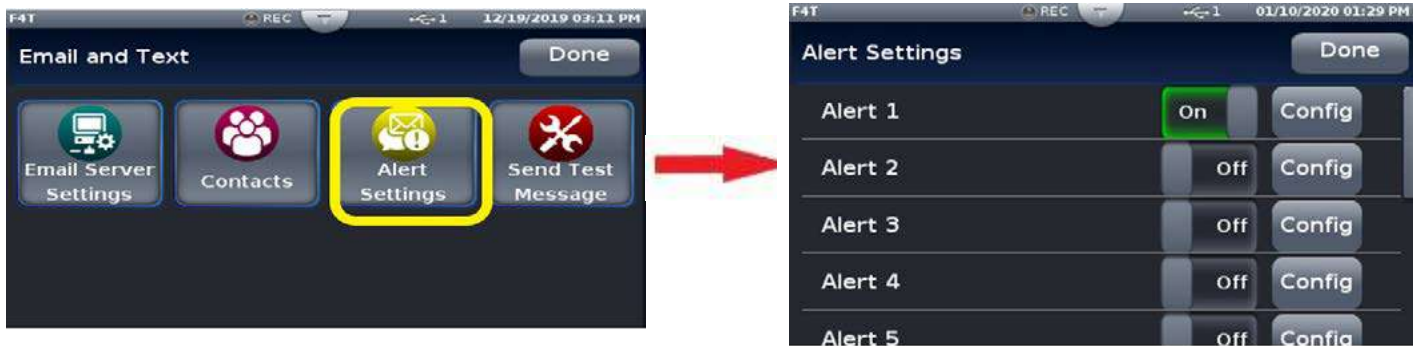 F4T REC 1 12/19/2019 03:11 PM
Email and Text Done
Email Server
Settings
Contacts
Alert
Settings
Send Test
Message
F4T REC 1 01/10/2020 01:29 PM
Alert Settings Done
Alert 1 On Config
Alert 2 Off Config
Alert 3 Off Config
Alert 4 Off Config
Alert 5 Off Config